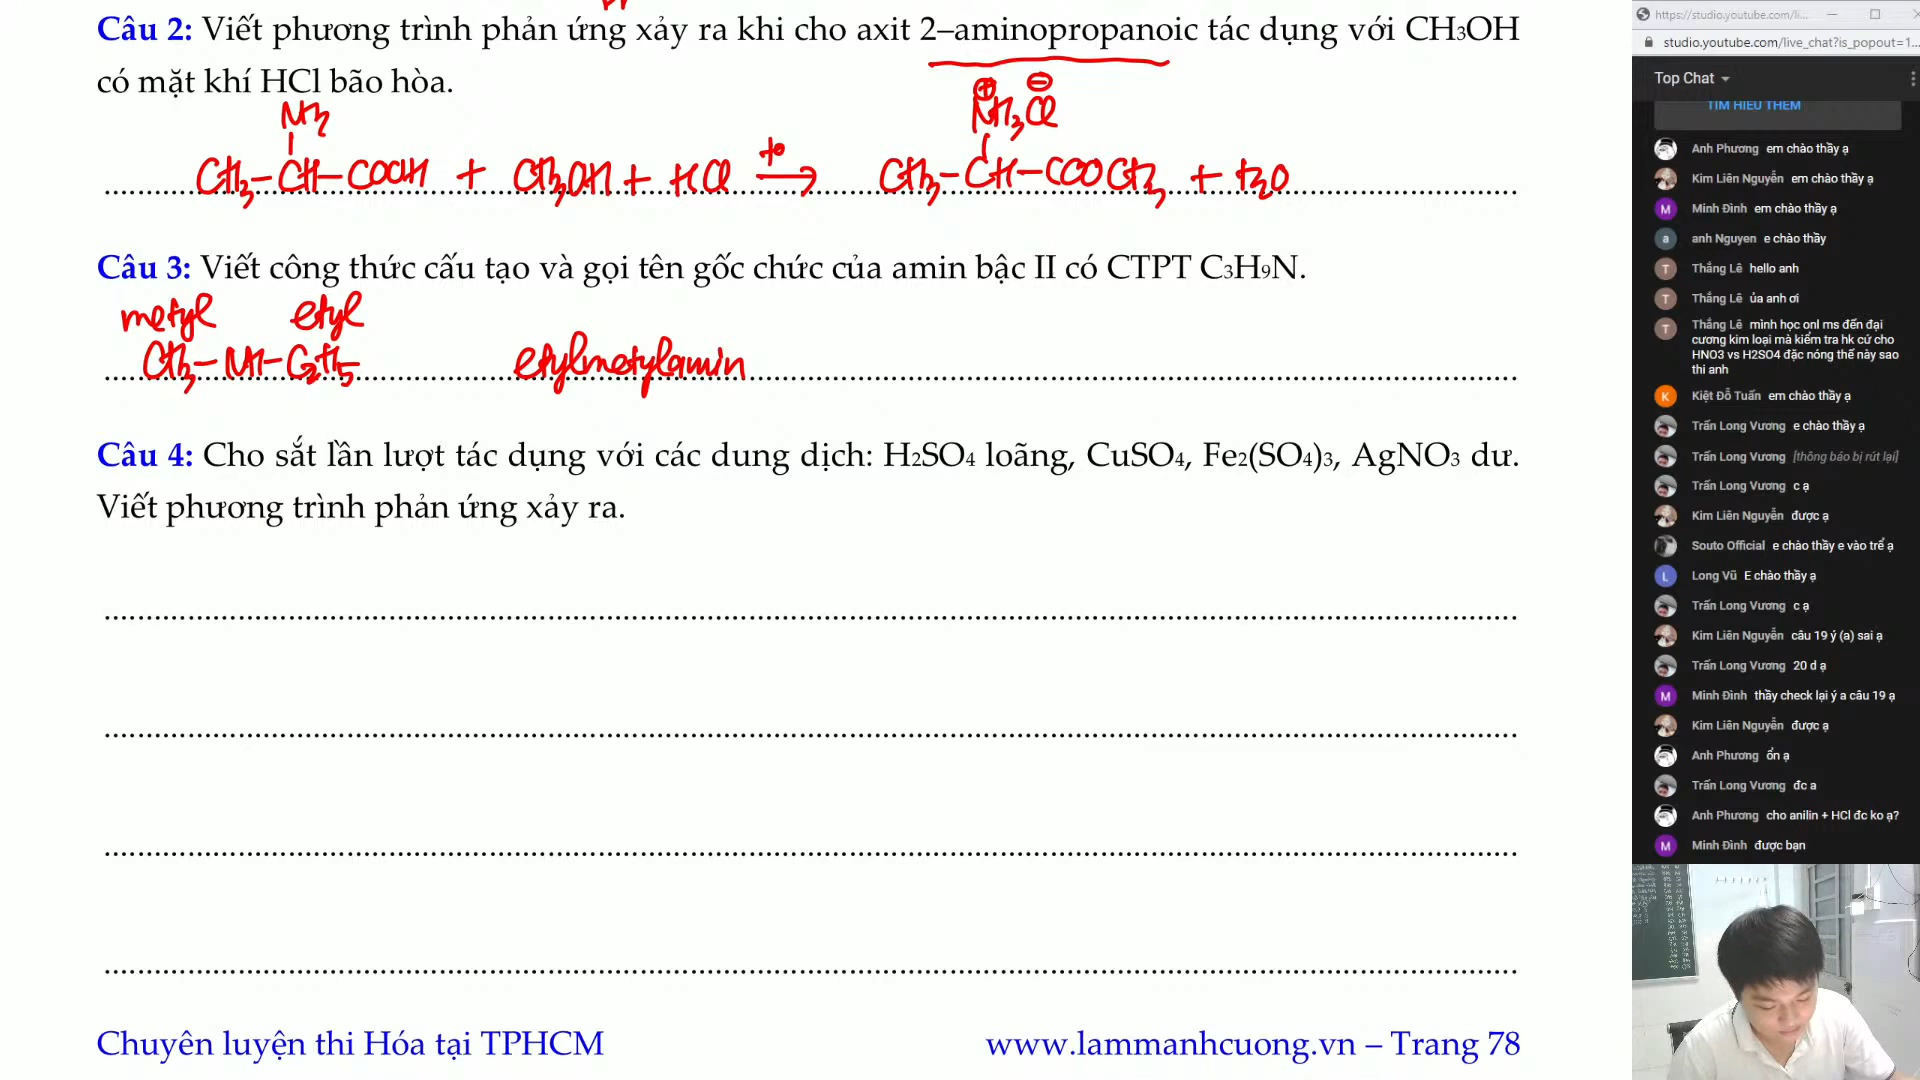 Câu 2: Viết phương trình phản ứng xảy ra khi cho axit 2–aminopropanoic tác dụng với CH3OH
có mặt khí HCl bão hòa.
NH2
NH3Cl
CH3–CH–COOH + CH3OH + HCl →
t°
CH3–CH–COOCH3 + H2O
Câu 3: Viết công thức cấu tạo và gọi tên gốc chức của amin bậc II có CTPT C3H9N.
metyl etyl
CH3–NH–C2H5 etylmetylamin
Câu 4: Cho sắt lần lượt tác dụng với các dung dịch: H2SO4 loãng, CuSO4, Fe2(SO4)3, AgNO3 dư.
Viết phương trình phản ứng xảy ra.
Chuyên luyện thi Hóa tại TPHCM
www.lammanhcuong.vn – Trang 78
https://studio.youtube.com/li...
studio.youtube.com/live_chat?is_popout=1...
Top Chat
TÌM HIỂU THÊM
Anh Phương em chào thầy ạ
Kim Liên Nguyễn em chào thầy ạ
M Minh Đình em chào thầy ạ
a anh Nguyen e chào thầy
T Thắng Lê hello anh
T Thắng Lê ủa anh ơi
T Thắng Lê mình học onl ms đến đại
cương kim loại mà kiểm tra hk cứ cho
HNO3 vs H2SO4 đặc nóng thế này sao
thi anh
K Kiệt Đỗ Tuấn em chào thầy ạ
Trấn Long Vương e chào thầy ạ
Trấn Long Vương [thông báo bị rút lại]
Trấn Long Vương c ạ
Kim Liên Nguyễn được ạ
Souto Official e chào thầy e vào trể ạ
L Long Vũ E chào thầy ạ
Trấn Long Vương c ạ
Kim Liên Nguyễn câu 19 ý (a) sai ạ
Trấn Long Vương 20 d ạ
M Minh Đình thầy check lại ý a câu 19 ạ
Kim Liên Nguyễn được ạ
Anh Phương ổn ạ
Trấn Long Vương đc a
Anh Phương cho anilin + HCl đc ko ạ?
M Minh Đình được bạn